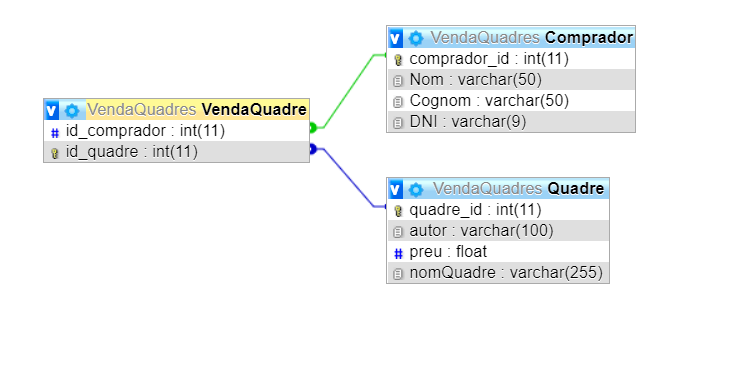 VendaQuadres VendaQuadre
# id_comprador : int(11)
id_quadre : int(11)
VendaQuadres Comprador
comprador_id : int(11)
Nom : varchar(50)
Cognom : varchar(50)
DNI : varchar(9)
VendaQuadres Quadre
quadre_id : int(11)
autor : varchar(100)
# preu : float
nomQuadre : varchar(255)